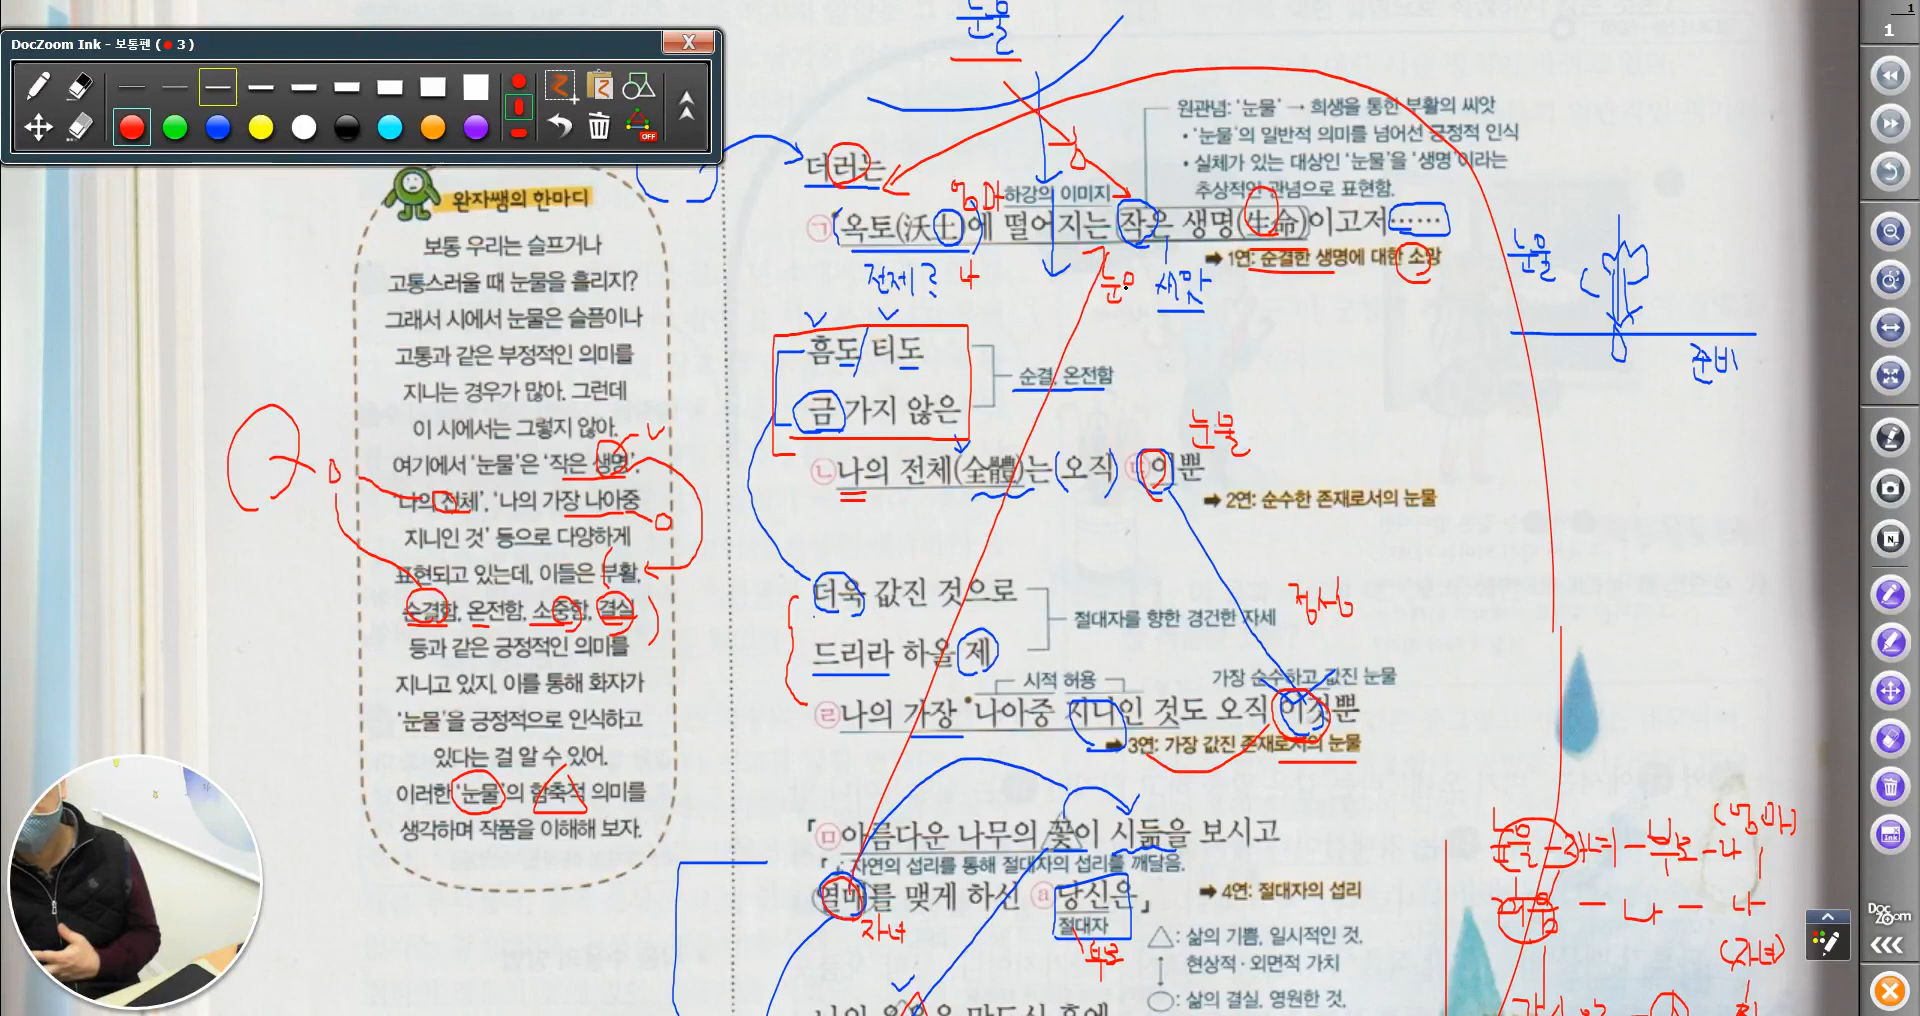 DocZoom Ink - 보통펜 ( 3 )
OFF
완자쌤의 한마디
보통 우리는 슬프거나
고통스러울 때 눈물을 흘리지?
그래서 시에서 눈물은 슬픔이나
고통과 같은 부정적인 의미를
지니는 경우가 많아. 그런데
이 시에서는 그렇지 않아.
여기에서 '눈물'은 '작은 생명',
'나의 전체', '나의 가장 나아중
지니인 것' 등으로 다양하게
표현되고 있는데, 이들은 부활,
순결함, 온전함, 소중함, 결실
등과 같은 긍정적인 의미를
지니고 있지. 이를 통해 화자가
'눈물'을 긍정적으로 인식하고
있다는 걸 알 수 있어.
이러한 '눈물'의 함축적 의미를
생각하며 작품을 이해해 보자.
눈물
원관념: '눈물' → 희생을 통한 부활의 씨앗
• '눈물'의 일반적 의미를 넘어선 긍정적 인식
• 실체가 있는 대상인 '눈물'을 '생명'이라는
추상적인 관념으로 표현함.
더러는
엄마
하강의 이미지
㉠ 옥토(沃土)에 떨어지는 작은 생명(生命)이고저……
➡ 1연: 순결한 생명에 대한 소망
나
씨앗
눈물
준비
흠도 티도
금 가지 않은
순결, 온전함
눈물
㉡ 나의 전체(全體)는 오직 ㉢ 이뿐
➡ 2연: 순수한 존재로서의 눈물
더욱 값진 것으로
드리라 하올 제
절대자를 향한 경건한 자세
시적 허용
가장 순수하고 값진 눈물
㉣ 나의 가장 •나아중 지니인 것도 오직 이것뿐
➡ 3연: 가장 값진 존재로서의 눈물
「㉤ 아름다운 나무의 꽃이 시듦을 보시고
「 」: 자연의 섭리를 통해 절대자의 섭리를 깨달음.
열매를 맺게 하신 ⓐ 당신은」
절대자
➡ 4연: 절대자의 섭리
자녀
부모
△: 삶의 기쁨, 일시적인 것,
현상적·외면적 가치
○: 삶의 결실, 영원한 것,
눈물 - 자녀 - 부모 - 나
(엄마)
웃음 - 나 - 나
(자녀)
1
1
N
Ink
Doc
Zoom